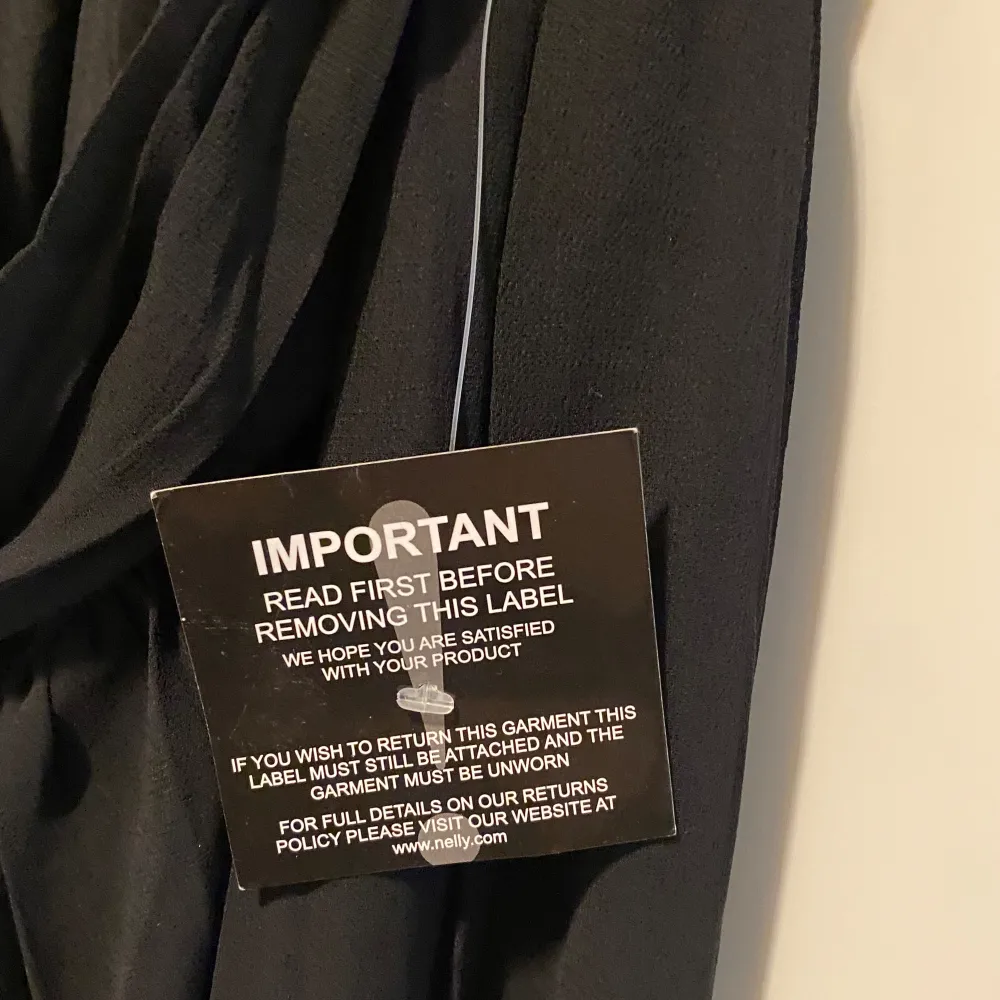 IMPORTANT
READ FIRST BEFORE
REMOVING THIS LABEL
WE HOPE YOU ARE SATISFIED
WITH YOUR PRODUCT
IF YOU WISH TO RETURN THIS GARMENT THIS
LABEL MUST STILL BE ATTACHED AND THE
GARMENT MUST BE UNWORN
FOR FULL DETAILS ON OUR RETURNS
POLICY PLEASE VISIT OUR WEBSITE AT
www.nelly.com